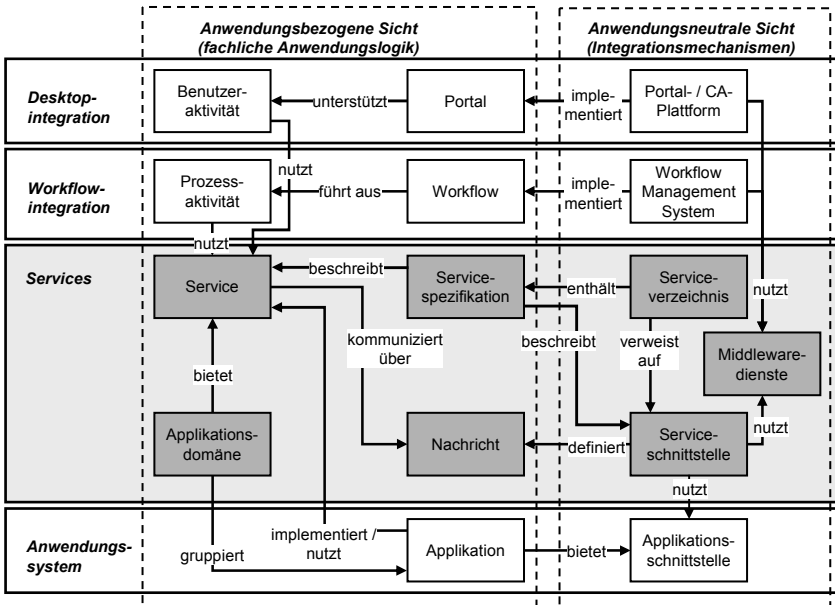 Anwendungsbezogene Sicht
(fachliche Anwendungslogik)
Anwendungsneutrale Sicht
(Integrationsmechanismen)
Desktop-
integration
Benutzer-
aktivität
unterstützt
Portal
imple-
mentiert
Portal- / CA-
Plattform
nutzt
Workflow-
integration
Prozess-
aktivität
führt aus
Workflow
imple-
mentiert
Workflow
Management
System
nutzt
Services
Service
beschreibt
Service-
spezifikation
enthält
Service-
verzeichnis
nutzt
kommuniziert
über
beschreibt
verweist
auf
Middleware-
dienste
bietet
Applikations-
domäne
Nachricht
definiert
Service-
schnittstelle
nutzt
nutzt
Anwendungs-
system
gruppiert
implementiert /
nutzt
Applikation
bietet
Applikations-
schnittstelle